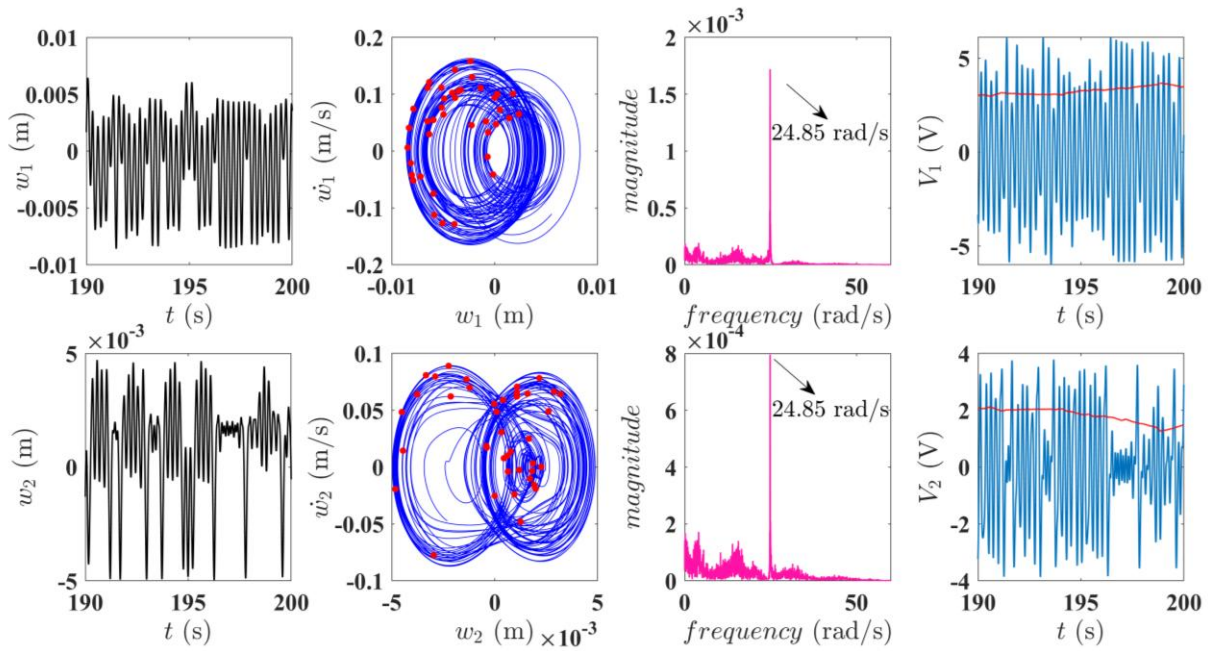 0.01
0.005
0
-0.005
-0.01
w₁ (m)
190 195 200
t (s)
0.2
0.1
0
-0.1
-0.2
ẇ₁ (m/s)
-0.01 0 0.01
w₁ (m)
×10⁻³
2
1.5
1
0.5
0
magnitude
24.85 rad/s
0 50
frequency (rad/s)
5
0
-5
V₁ (V)
190 195 200
t (s)
×10⁻³
5
0
-5
w₂ (m)
190 195 200
t (s)
0.1
0.05
0
-0.05
-0.1
ẇ₂ (m/s)
-5 0 5
w₂ (m) ×10⁻³
×10⁻⁴
8
6
4
2
0
magnitude
24.85 rad/s
0 50
frequency (rad/s)
4
2
0
-2
-4
V₂ (V)
190 195 200
t (s)